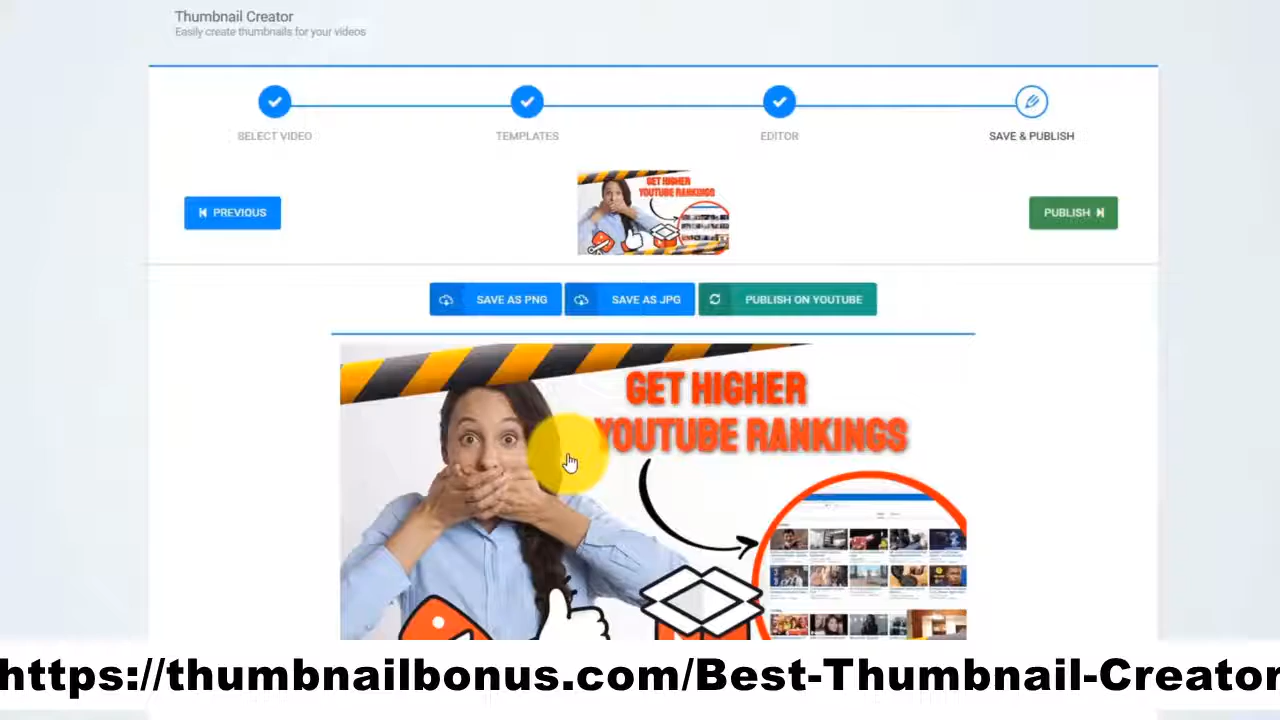 Thumbnail Creator
Easily create thumbnails for your videos
SELECT VIDEO
TEMPLATES
EDITOR
SAVE & PUBLISH
PREVIOUS
GET HIGHER
YOUTUBE RANKINGS
PUBLISH
SAVE AS PNG
SAVE AS JPG
PUBLISH ON YOUTUBE
GET HIGHER
YOUTUBE RANKINGS
https://thumbnailbonus.com/Best-Thumbnail-Creator